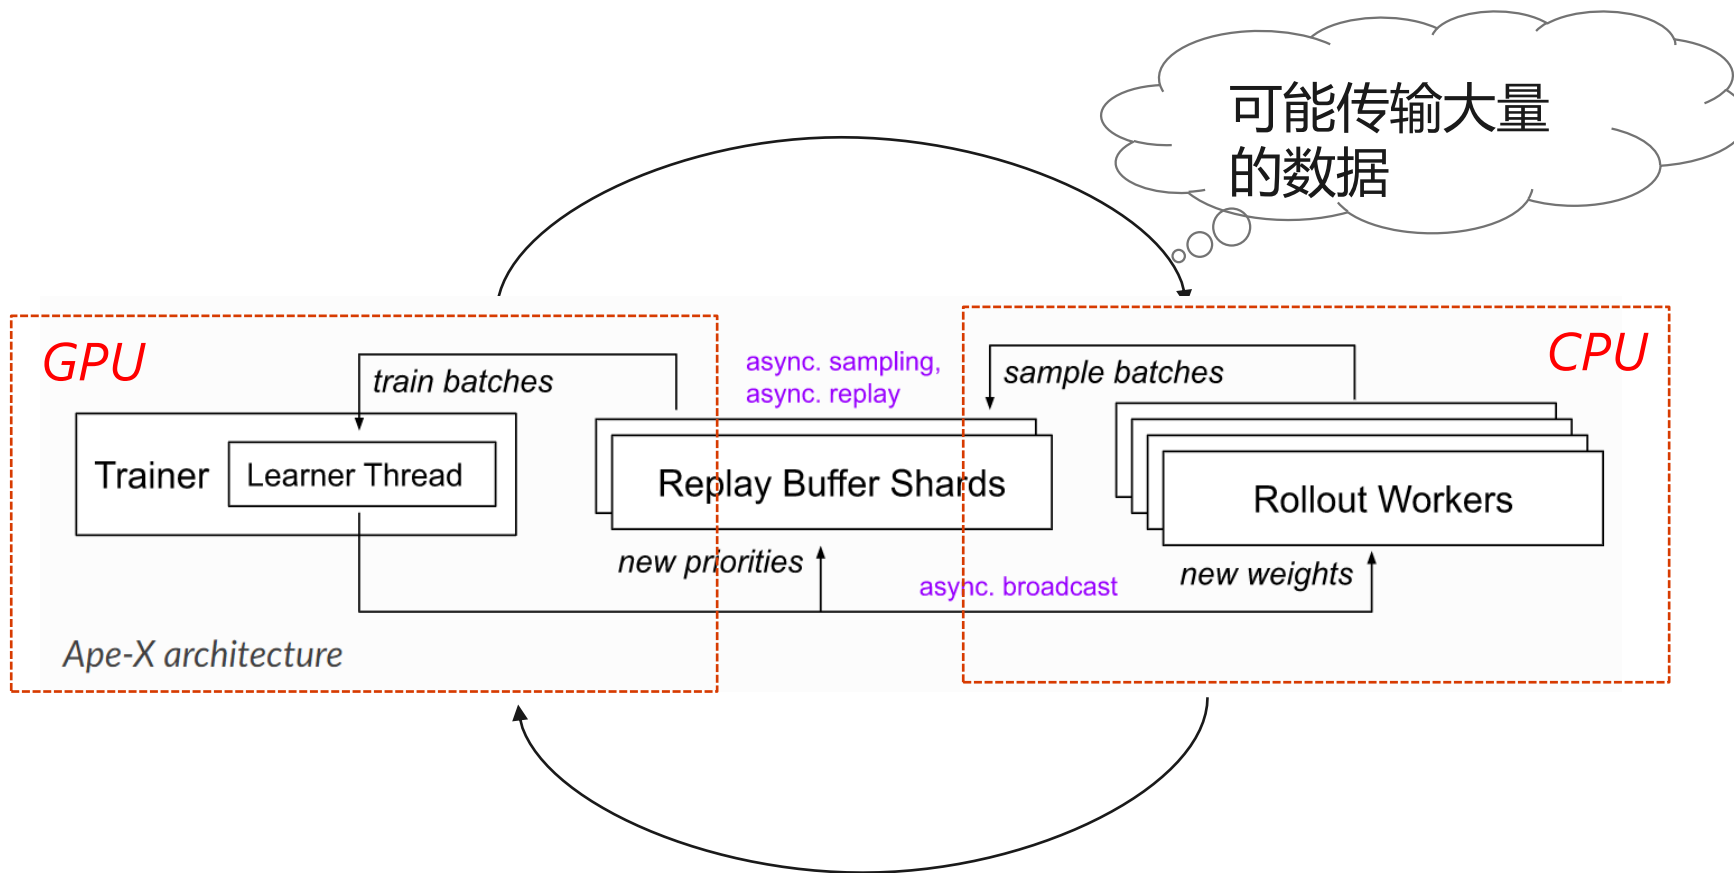 可能传输大量
的数据
GPU
CPU
train batches
async. sampling,
async. replay
sample batches
Trainer
Learner Thread
Replay Buffer Shards
Rollout Workers
new priorities
async. broadcast
new weights
Ape-X architecture